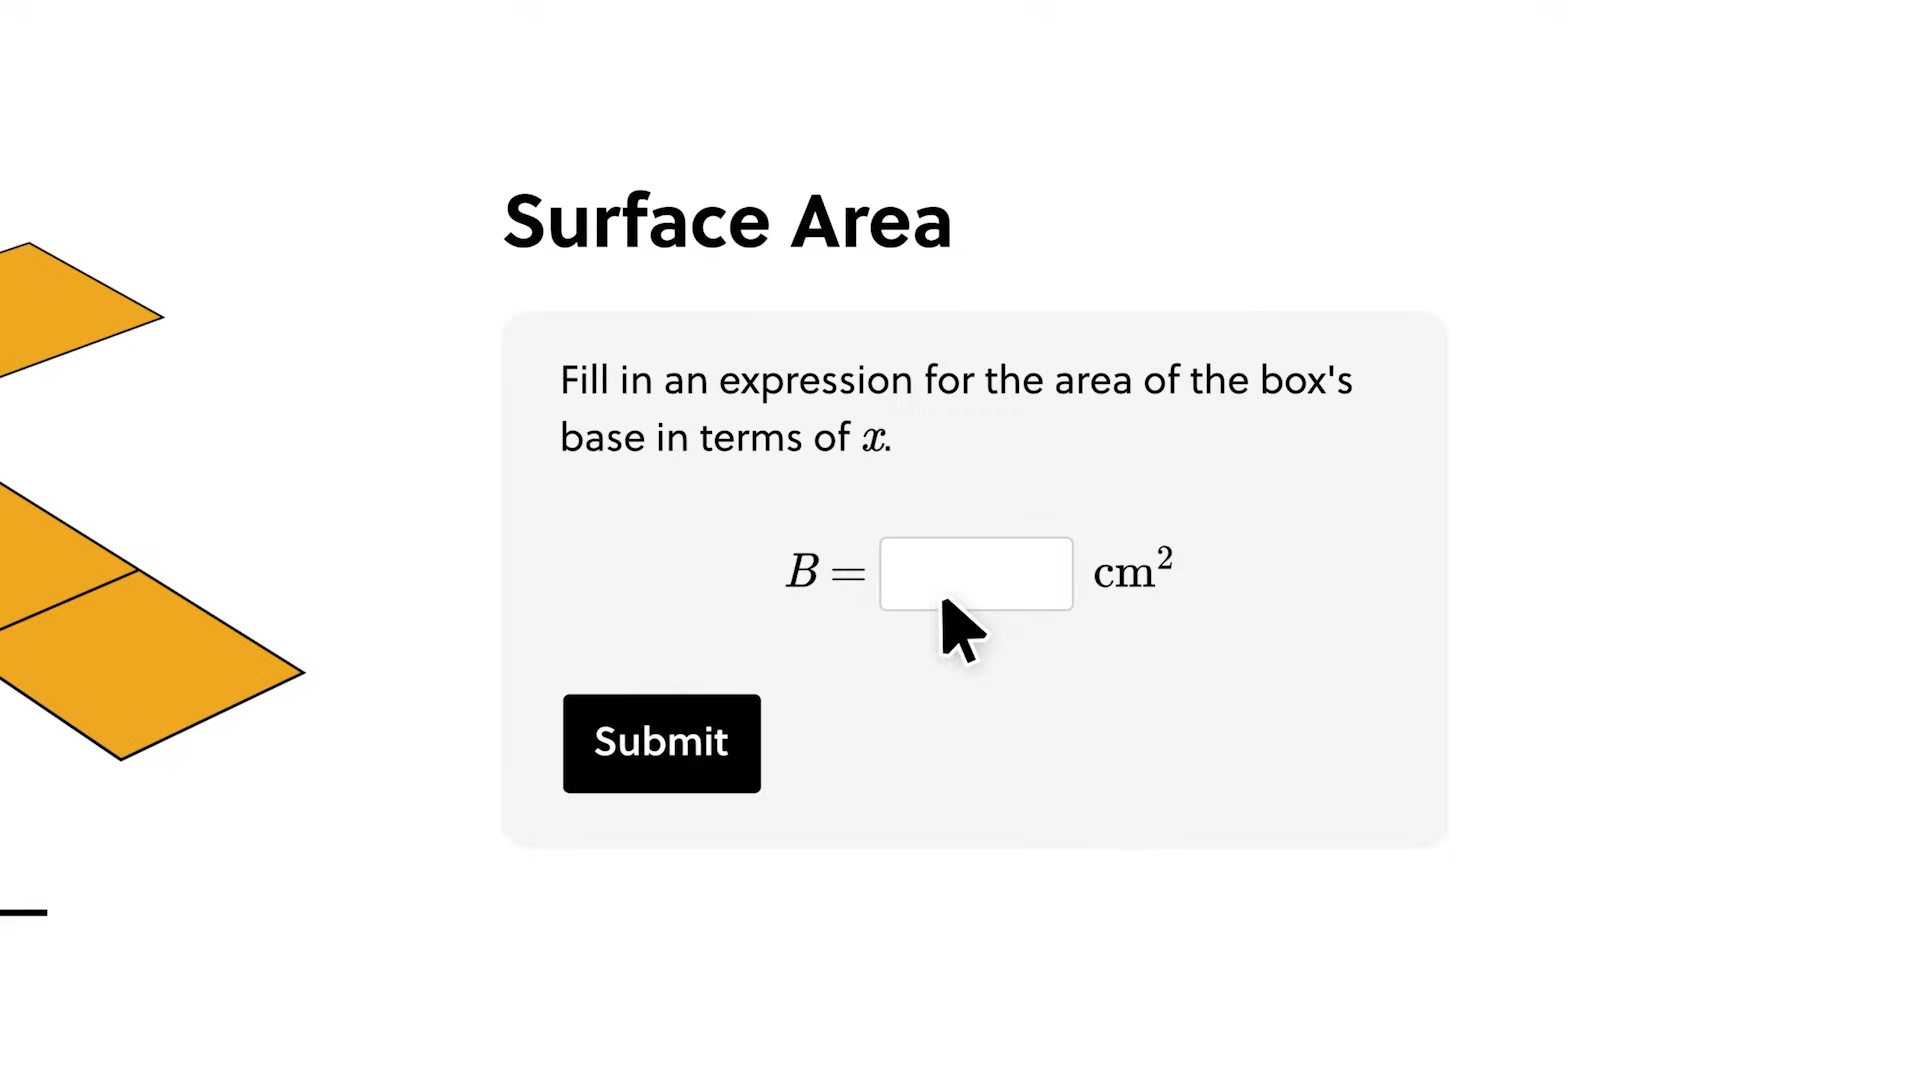 Surface Area
Fill in an expression for the area of the box's
base in terms of x.
B = cm²
Submit